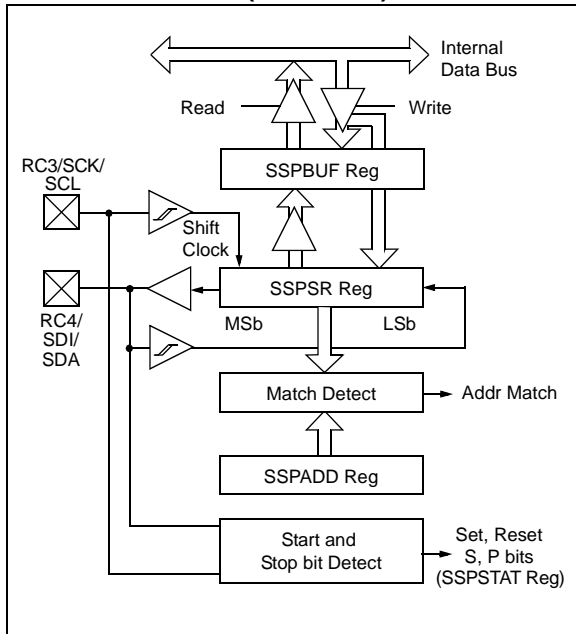 Internal
Data Bus
Read
Write
SSPBUF Reg
RC3/SCK/
SCL
Shift
Clock
SSPSR Reg
MSb
LSb
RC4/
SDI/
SDA
Match Detect
Addr Match
SSPADD Reg
Start and
Stop bit Detect
Set, Reset
S, P bits
(SSPSTAT Reg)